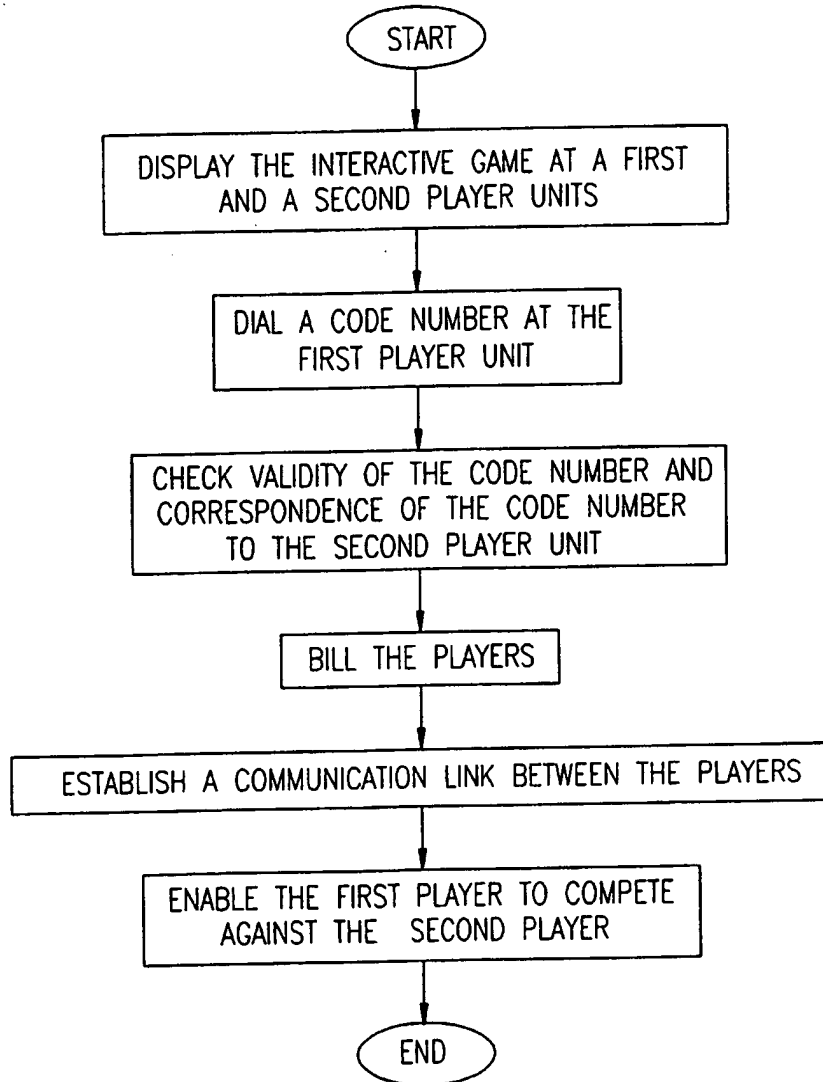 START
DISPLAY THE INTERACTIVE GAME AT A FIRST
AND A SECOND PLAYER UNITS
DIAL A CODE NUMBER AT THE
FIRST PLAYER UNIT
CHECK VALIDITY OF THE CODE NUMBER AND
CORRESPONDENCE OF THE CODE NUMBER
TO THE SECOND PLAYER UNIT
BILL THE PLAYERS
ESTABLISH A COMMUNICATION LINK BETWEEN THE PLAYERS
ENABLE THE FIRST PLAYER TO COMPETE
AGAINST THE SECOND PLAYER
END